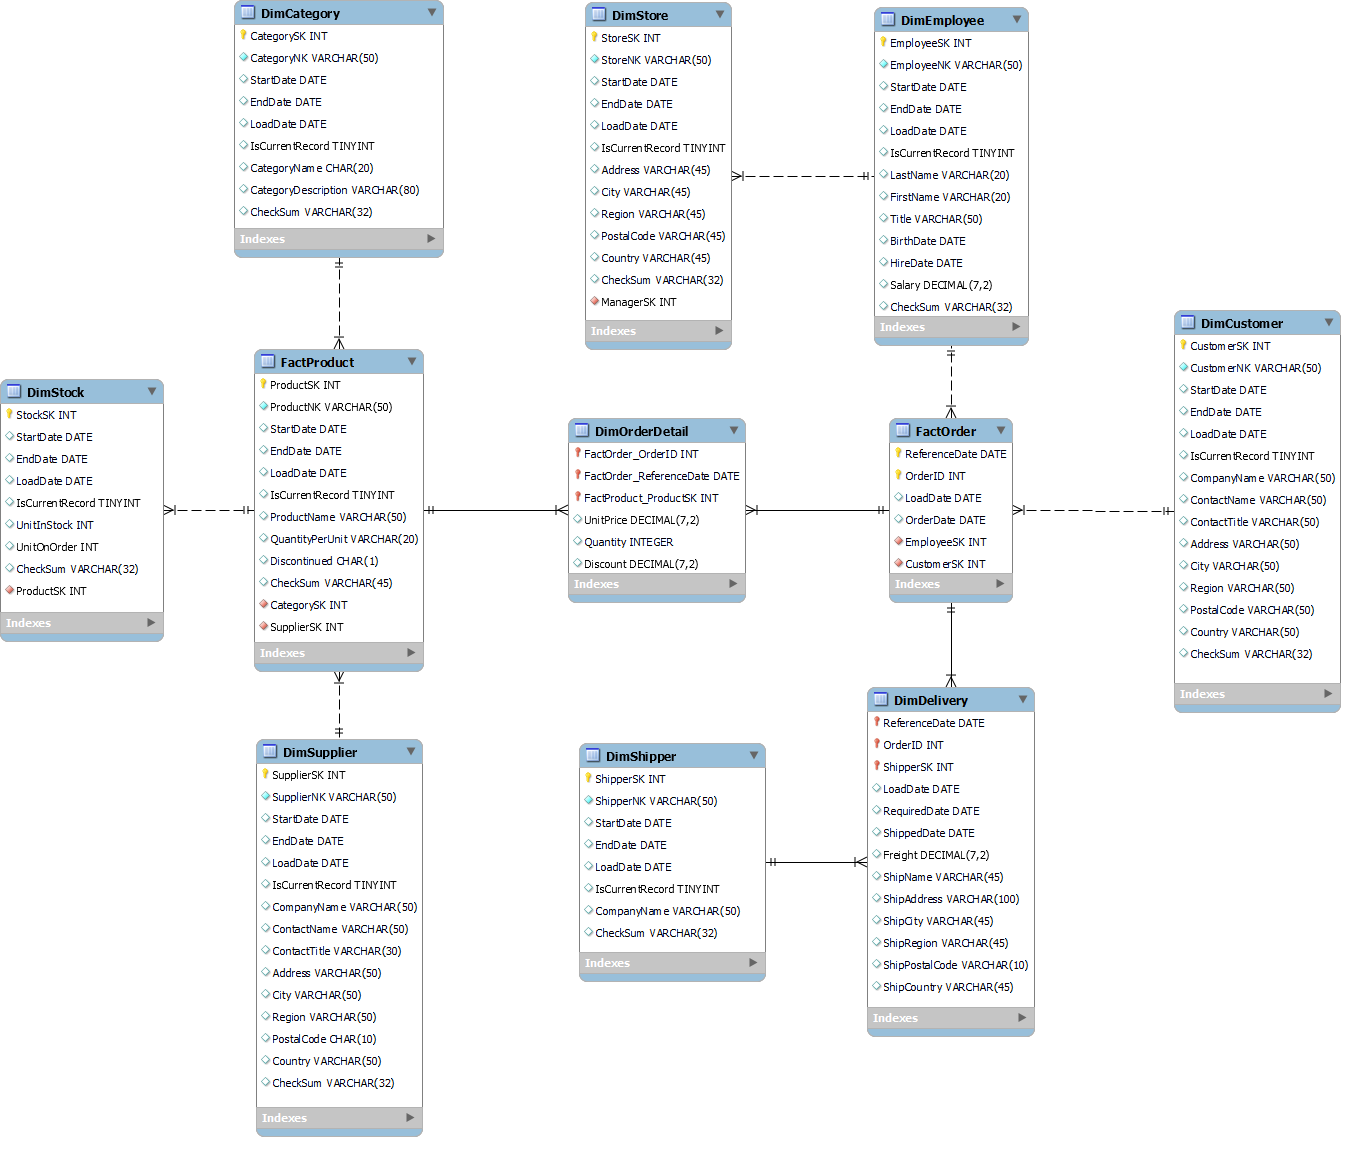 DimCategory
CategorySK INT
CategoryNK VARCHAR(50)
StartDate DATE
EndDate DATE
LoadDate DATE
IsCurrentRecord TINYINT
CategoryName CHAR(20)
CategoryDescription VARCHAR(80)
CheckSum VARCHAR(32)
Indexes
DimStore
StoreSK INT
StoreNK VARCHAR(50)
StartDate DATE
EndDate DATE
LoadDate DATE
IsCurrentRecord TINYINT
Address VARCHAR(45)
City VARCHAR(45)
Region VARCHAR(45)
PostalCode VARCHAR(45)
Country VARCHAR(45)
CheckSum VARCHAR(32)
ManagerSK INT
Indexes
DimEmployee
EmployeeSK INT
EmployeeNK VARCHAR(50)
StartDate DATE
EndDate DATE
LoadDate DATE
IsCurrentRecord TINYINT
LastName VARCHAR(20)
FirstName VARCHAR(20)
Title VARCHAR(50)
BirthDate DATE
HireDate DATE
Salary DECIMAL(7,2)
CheckSum VARCHAR(32)
Indexes
DimCustomer
CustomerSK INT
CustomerNK VARCHAR(50)
StartDate DATE
EndDate DATE
LoadDate DATE
IsCurrentRecord TINYINT
CompanyName VARCHAR(50)
ContactName VARCHAR(50)
ContactTitle VARCHAR(50)
Address VARCHAR(50)
City VARCHAR(50)
Region VARCHAR(50)
PostalCode VARCHAR(50)
Country VARCHAR(50)
CheckSum VARCHAR(32)
Indexes
DimStock
StockSK INT
StartDate DATE
EndDate DATE
LoadDate DATE
IsCurrentRecord TINYINT
UnitInStock INT
UnitOnOrder INT
CheckSum VARCHAR(32)
ProductSK INT
Indexes
FactProduct
ProductSK INT
ProductNK VARCHAR(50)
StartDate DATE
EndDate DATE
LoadDate DATE
IsCurrentRecord TINYINT
ProductName VARCHAR(50)
QuantityPerUnit VARCHAR(20)
Discontinued CHAR(1)
CheckSum VARCHAR(45)
CategorySK INT
SupplierSK INT
Indexes
DimOrderDetail
FactOrder_OrderID INT
FactOrder_ReferenceDate DATE
FactProduct_ProductSK INT
UnitPrice DECIMAL(7,2)
Quantity INTEGER
Discount DECIMAL(7,2)
Indexes
FactOrder
ReferenceDate DATE
OrderID INT
LoadDate DATE
OrderDate DATE
EmployeeSK INT
CustomerSK INT
Indexes
DimSupplier
SupplierSK INT
SupplierNK VARCHAR(50)
StartDate DATE
EndDate DATE
LoadDate DATE
IsCurrentRecord TINYINT
CompanyName VARCHAR(50)
ContactName VARCHAR(50)
ContactTitle VARCHAR(30)
Address VARCHAR(50)
City VARCHAR(50)
Region VARCHAR(50)
PostalCode CHAR(10)
Country VARCHAR(50)
CheckSum VARCHAR(32)
Indexes
DimShipper
ShipperSK INT
ShipperNK VARCHAR(50)
StartDate DATE
EndDate DATE
LoadDate DATE
IsCurrentRecord TINYINT
CompanyName VARCHAR(50)
CheckSum VARCHAR(32)
Indexes
DimDelivery
ReferenceDate DATE
OrderID INT
ShipperSK INT
LoadDate DATE
RequiredDate DATE
ShippedDate DATE
Freight DECIMAL(7,2)
ShipName VARCHAR(45)
ShipAddress VARCHAR(100)
ShipCity VARCHAR(45)
ShipRegion VARCHAR(45)
ShipPostalCode VARCHAR(10)
ShipCountry VARCHAR(45)
Indexes